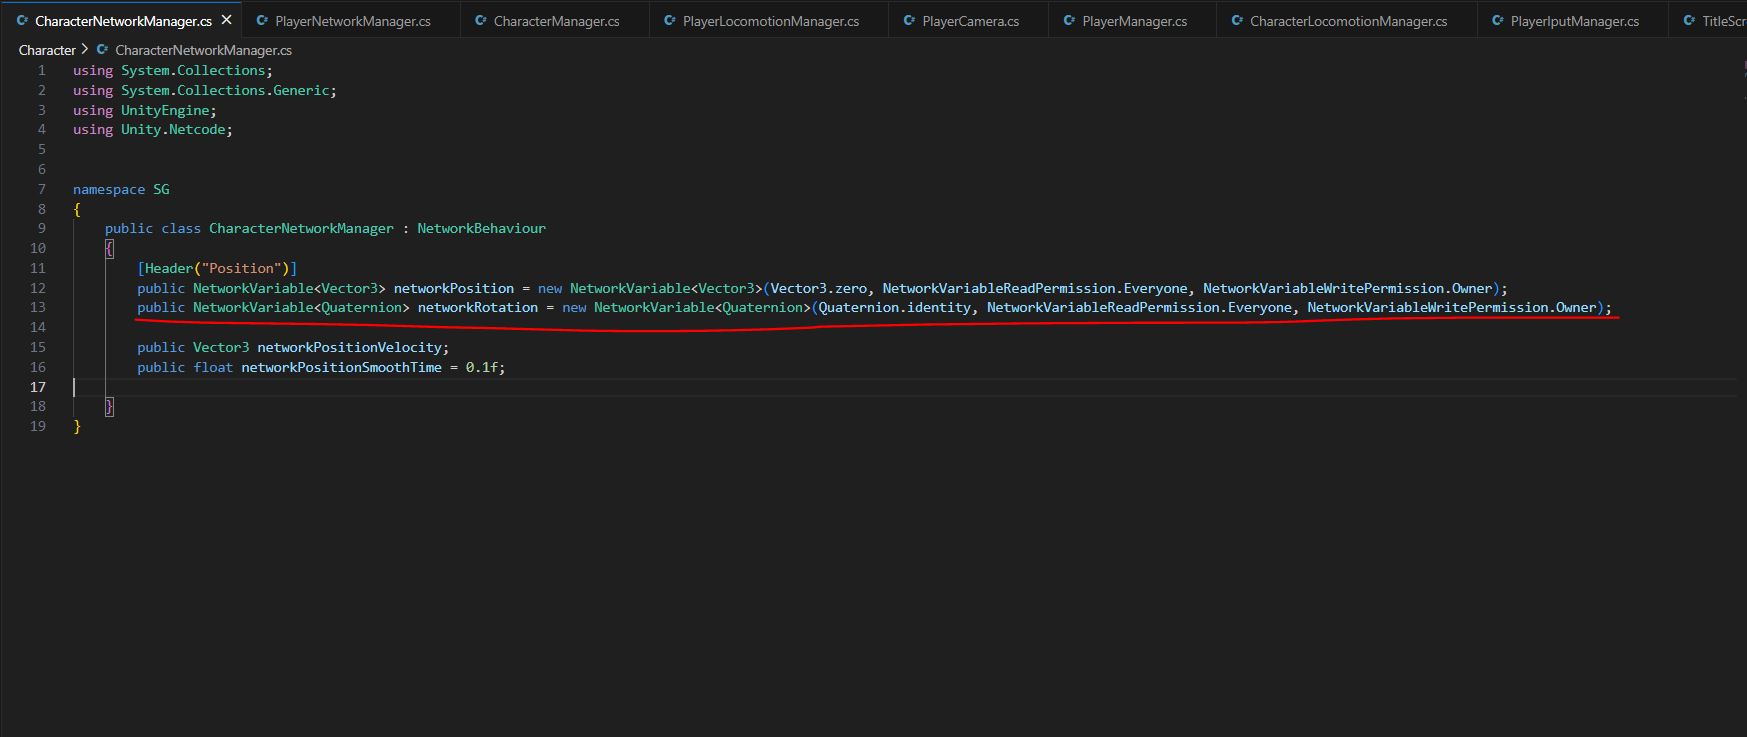 CharacterNetworkManager.cs PlayerNetworkManager.cs CharacterManager.cs PlayerLocomotionManager.cs PlayerCamera.cs PlayerManager.cs CharacterLocomotionManager.cs PlayerIputManager.cs TitleScr
Character > CharacterNetworkManager.cs
1 using System.Collections;
2 using System.Collections.Generic;
3 using UnityEngine;
4 using Unity.Netcode;
5
6
7 namespace SG
8 {
9 public class CharacterNetworkManager : NetworkBehaviour
10 {
11 [Header("Position")]
12 public NetworkVariable<Vector3> networkPosition = new NetworkVariable<Vector3>(Vector3.zero, NetworkVariableReadPermission.Everyone, NetworkVariableWritePermission.Owner);
13 public NetworkVariable<Quaternion> networkRotation = new NetworkVariable<Quaternion>(Quaternion.identity, NetworkVariableReadPermission.Everyone, NetworkVariableWritePermission.Owner);
14
15 public Vector3 networkPositionVelocity;
16 public float networkPositionSmoothTime = 0.1f;
17
18 }
19 }